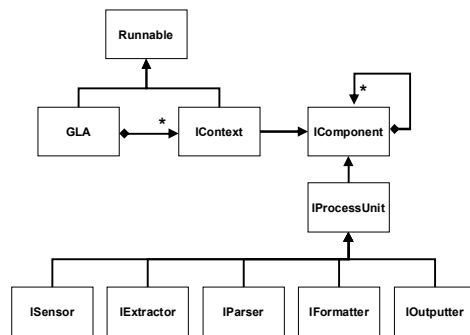 Runnable
*
*
GLA
IContext
IComponent
IProcessUnit
ISensor
IExtractor
IParser
IFormatter
IOutputter